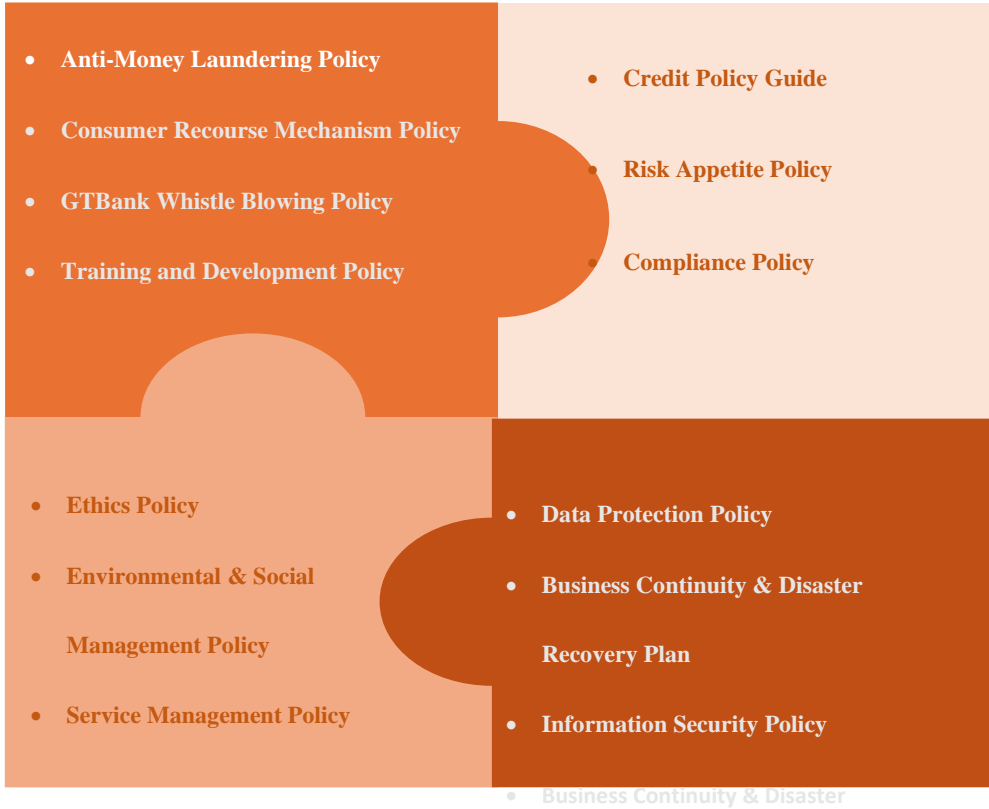 • Anti-Money Laundering Policy
• Consumer Recourse Mechanism Policy
• GTBank Whistle Blowing Policy
• Training and Development Policy
• Credit Policy Guide
• Risk Appetite Policy
• Compliance Policy
• Ethics Policy
• Environmental & Social
Management Policy
• Service Management Policy
• Data Protection Policy
• Business Continuity & Disaster
Recovery Plan
• Information Security Policy
• Business Continuity & Disaster